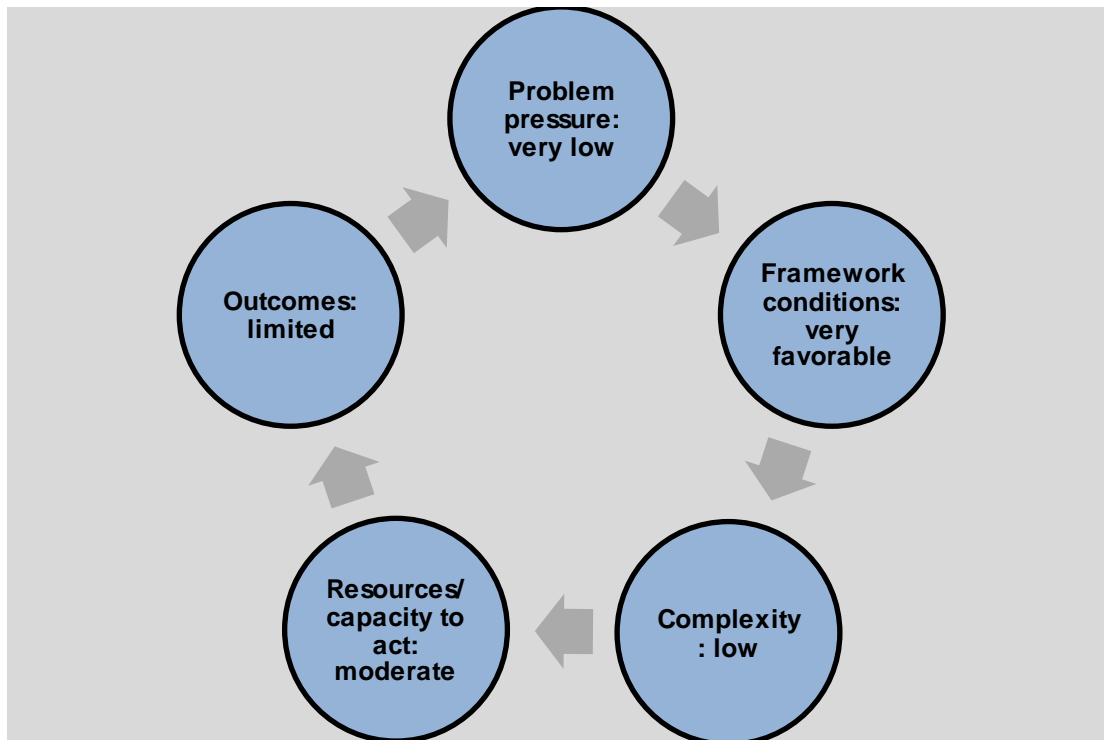 Problem
pressure:
very low
Framework
conditions:
very
favorable
Complexity
: low
Resources/
capacity to
act:
moderate
Outcomes:
limited